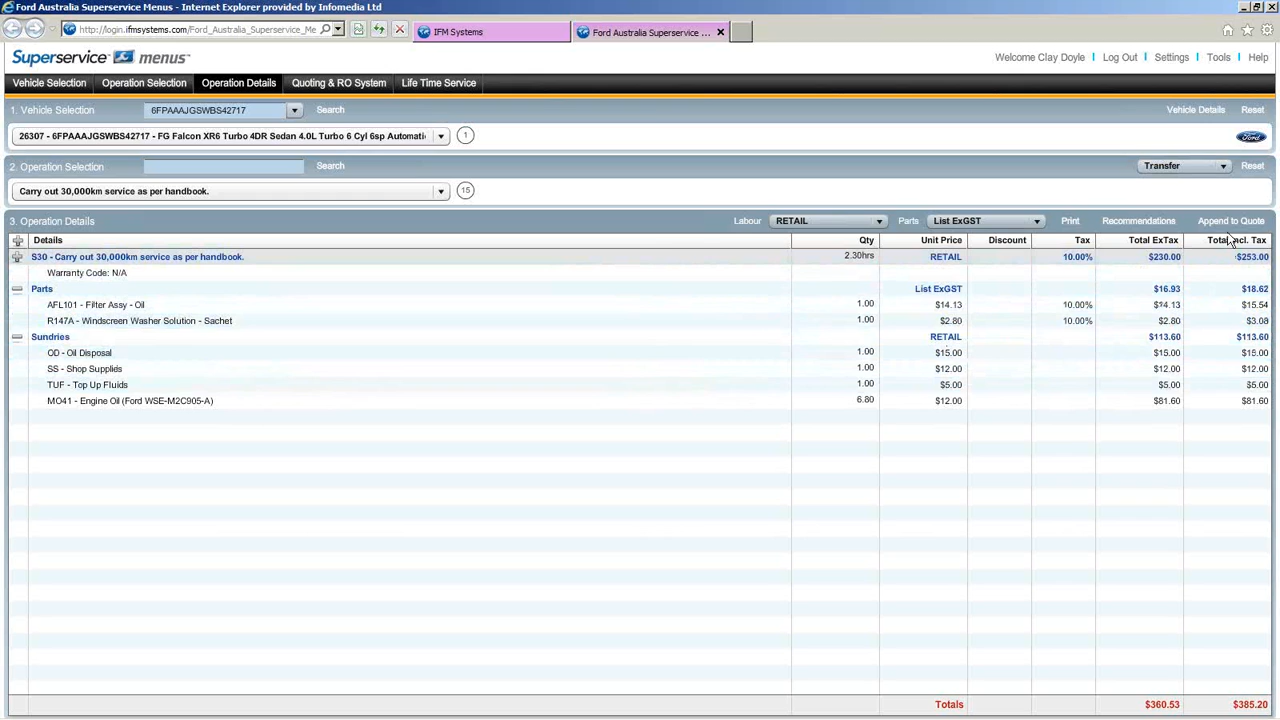 Ford Australia Superservice Menus - Internet Explorer provided by Infomedia Ltd
http://login.ifmsystems.com/Ford_Australia_Superservice_Me
IFM Systems
Ford Australia Superservice ...
Superservice menus
Welcome Clay Doyle Log Out Settings Tools Help
Vehicle Selection Operation Selection Operation Details Quoting & RO System Life Time Service
1. Vehicle Selection 6FPAAAJGSWBS42717 Search Vehicle Details Reset
26307 - 6FPAAAJGSWBS42717 - FG Falcon XR6 Turbo 4DR Sedan 4.0L Turbo 6 Cyl 6sp Automati 1 Ford
2. Operation Selection Search Transfer Reset
Carry out 30,000km service as per handbook. 15
3. Operation Details Labour RETAIL Parts List ExGST Print Recommendations Append to Quote
Details Qty Unit Price Discount Tax Total ExTax Total Incl. Tax
S30 - Carry out 30,000km service as per handbook. 2.30hrs RETAIL 10.00% $230.00 $253.00
Warranty Code: N/A
Parts List ExGST $16.93 $18.62
AFL101 - Filter Assy - Oil 1.00 $14.13 10.00% $14.13 $15.54
R147A - Windscreen Washer Solution - Sachet 1.00 $2.80 10.00% $2.80 $3.08
Sundries RETAIL $113.60 $113.60
OD - Oil Disposal 1.00 $15.00 $15.00 $15.00
SS - Shop Supplies 1.00 $12.00 $12.00 $12.00
TUF - Top Up Fluids 1.00 $5.00 $5.00 $5.00
MO41 - Engine Oil (Ford WSE-M2C905-A) 6.80 $12.00 $81.60 $81.60
Totals $360.53 $385.20